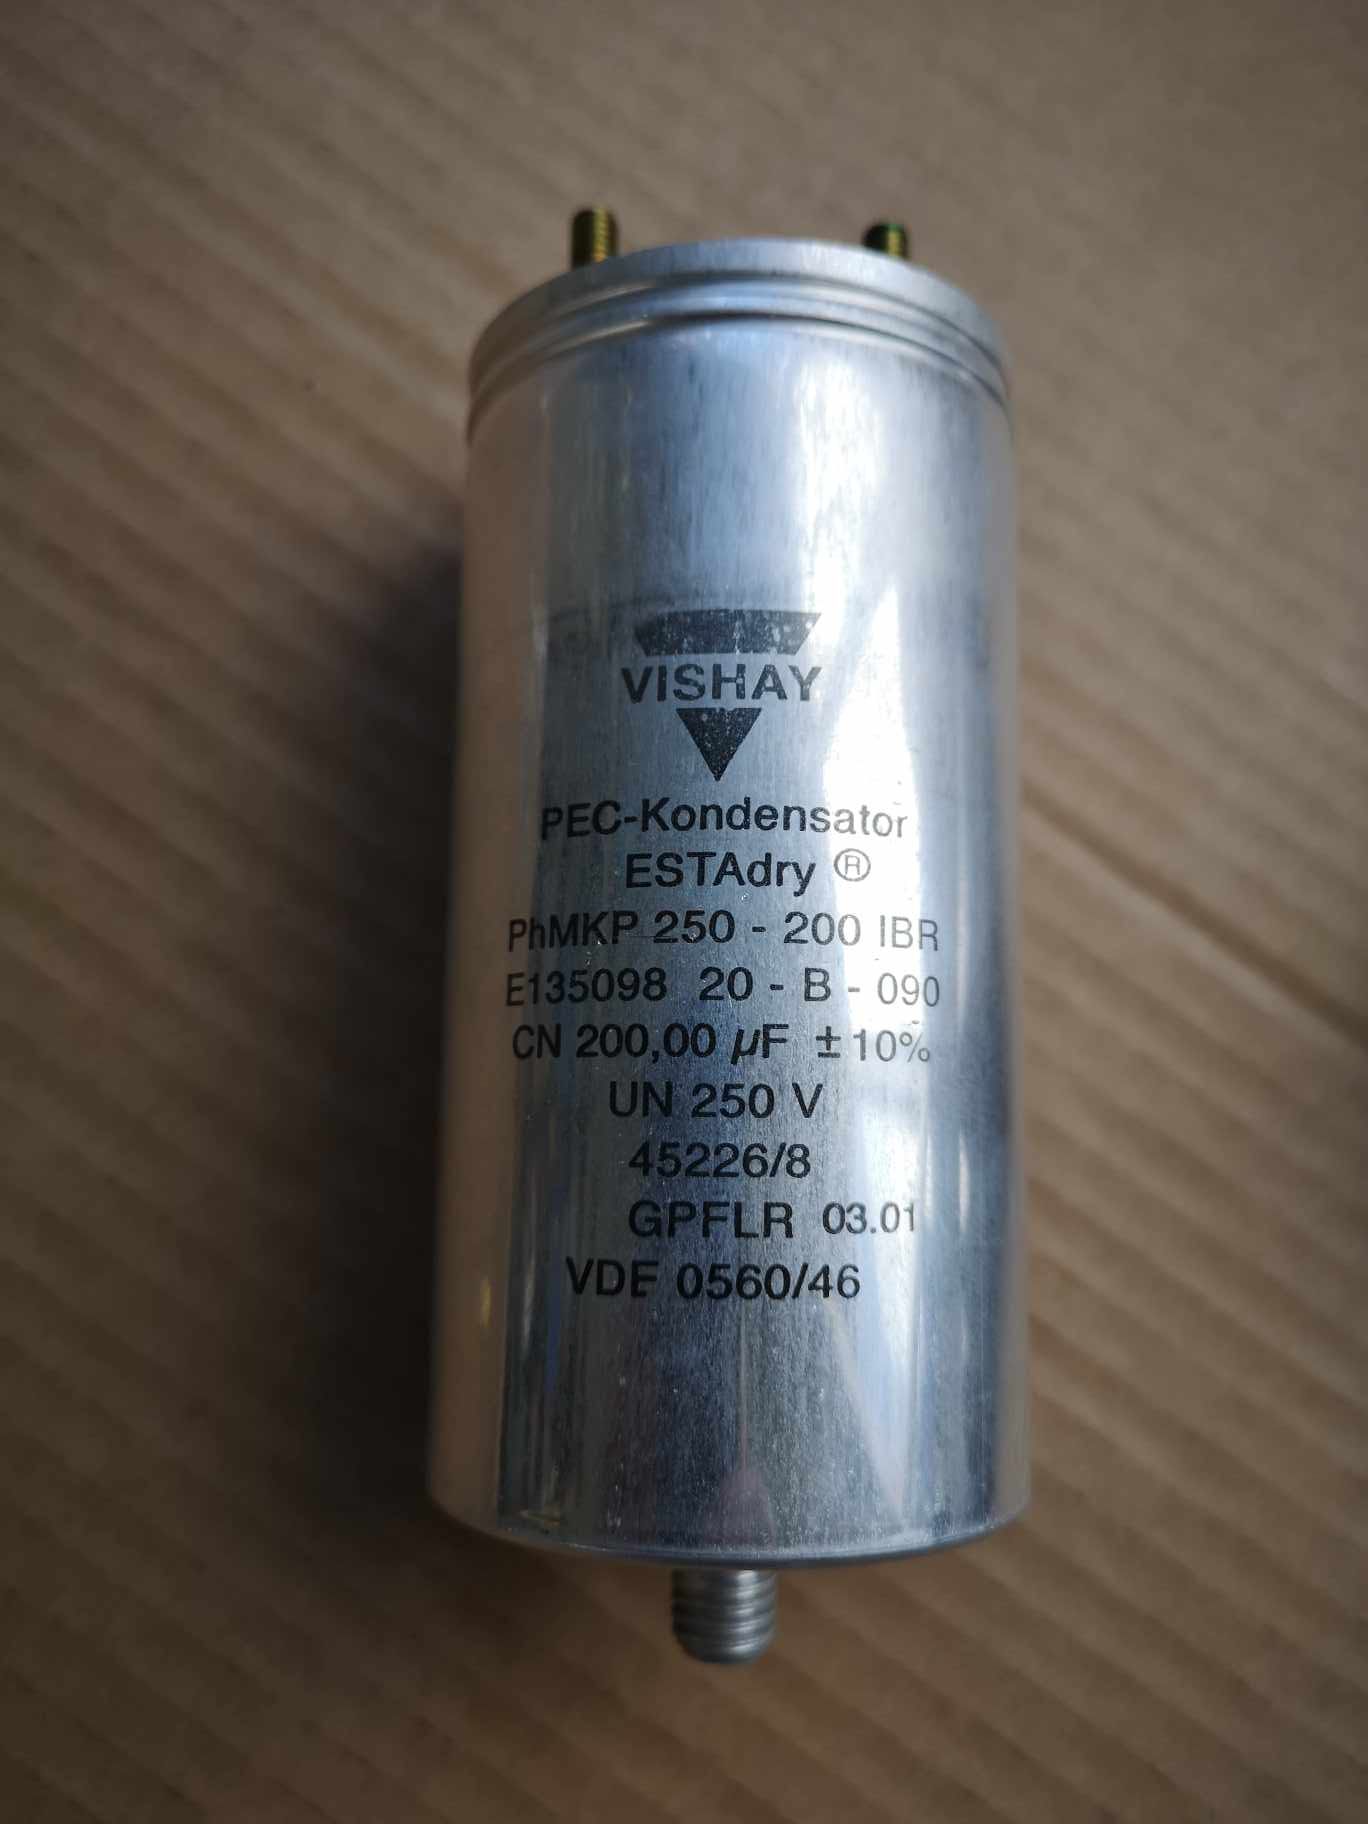 VISHAY
PEC-Kondensator
ESTAdry ®
PhMKP 250 - 200 IBR
E135098 20 - B - 090
CN 200,00 µF ±10%
UN 250 V
45226/8
GPFLR 03.01
VDE 0560/46